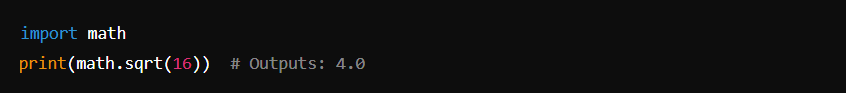 import math
print(math.sqrt(16))  # Outputs: 4.0